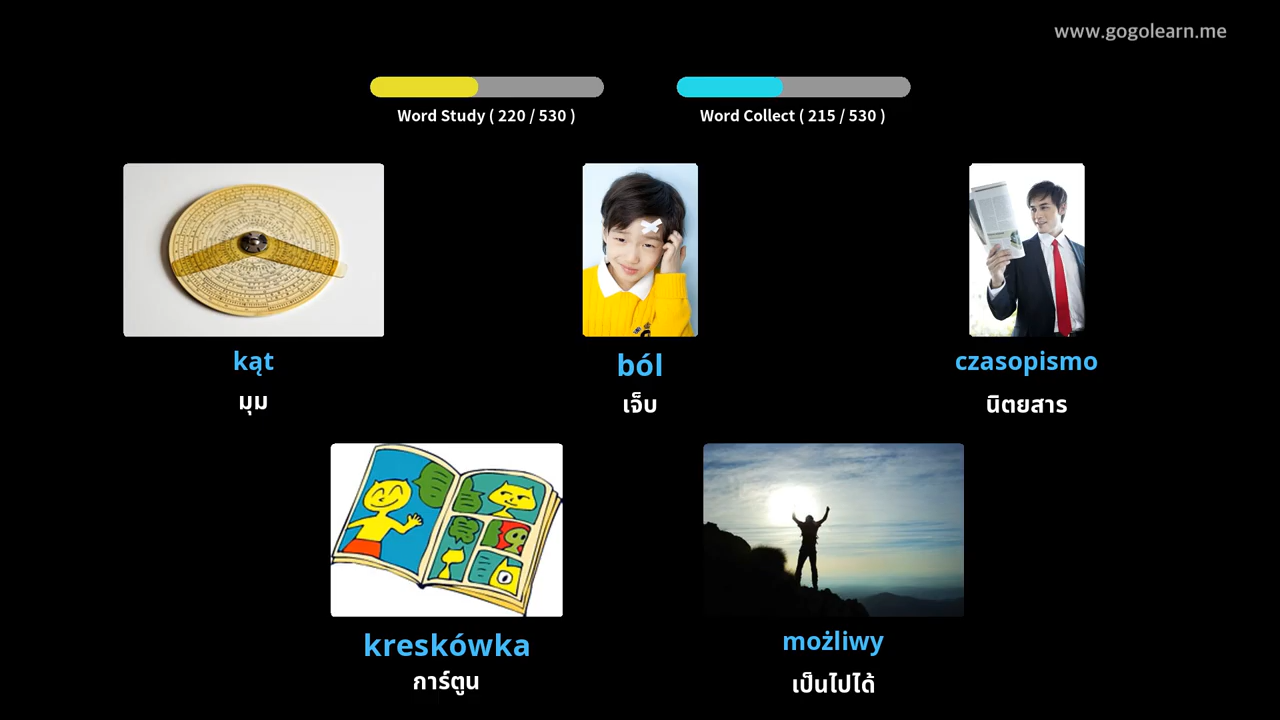 www.gogolearn.me
Word Study ( 220 / 530 )
Word Collect ( 215 / 530 )
kąt
มุม
ból
เจ็บ
czasopismo
นิตยสาร
kreskówka
การ์ตูน
możliwy
เป็นไปได้